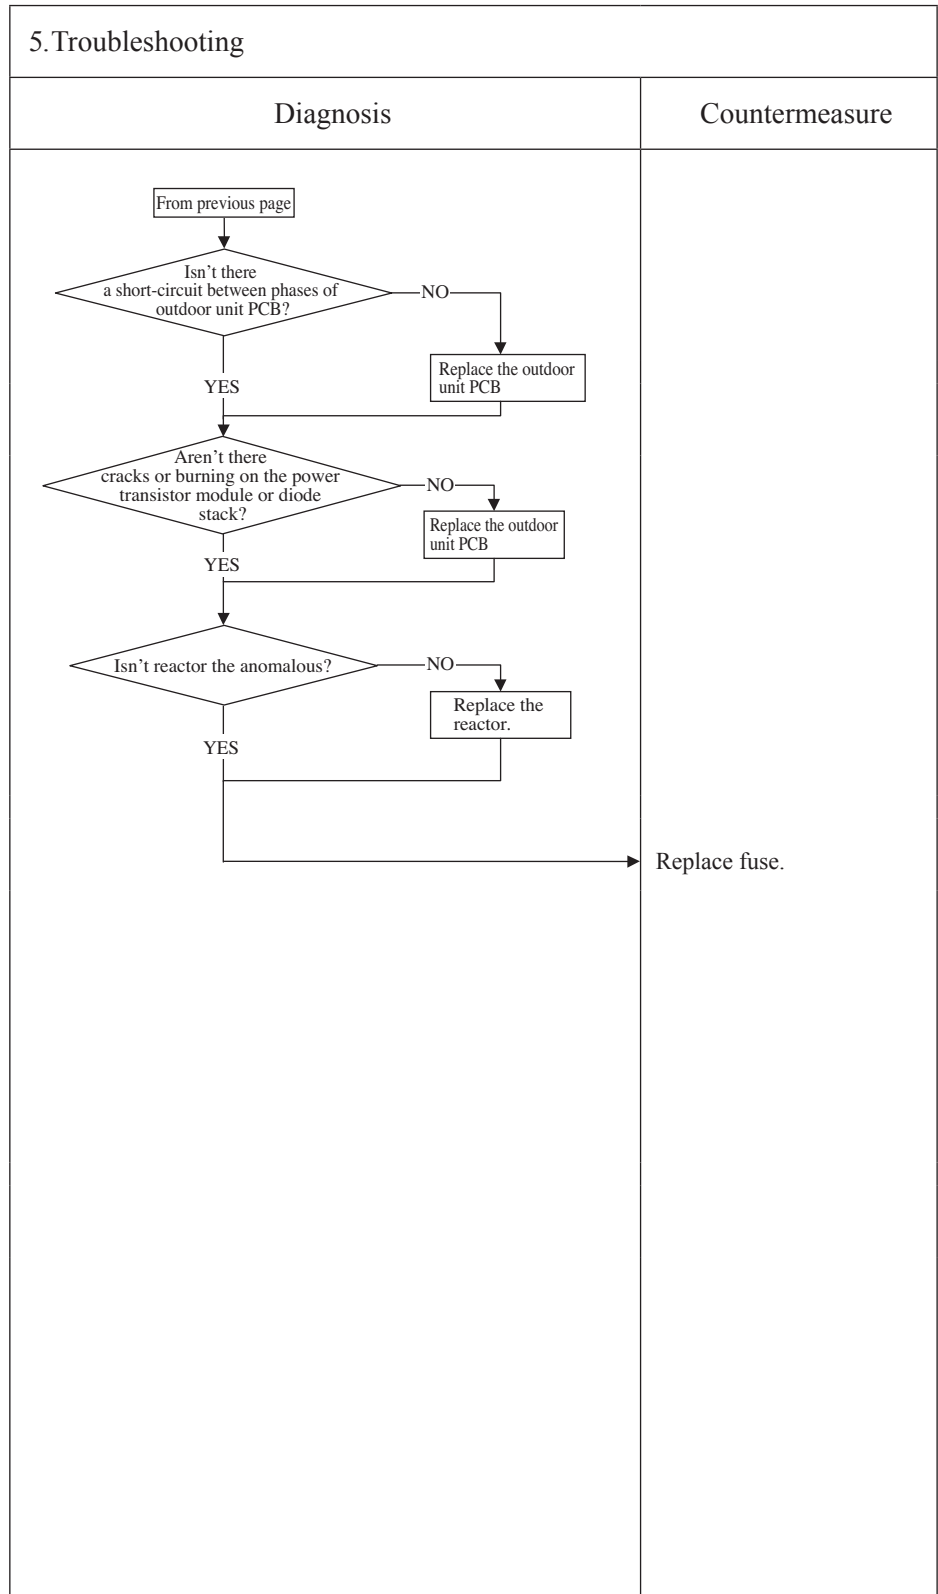 5.Troubleshooting
Diagnosis
Countermeasure
From previous page
Isn't there
a short-circuit between phases of
outdoor unit PCB?
NO
Replace the outdoor
unit PCB
YES
Aren't there
cracks or burning on the power
transistor module or diode
stack?
NO
Replace the outdoor
unit PCB
YES
Isn't reactor the anomalous?
NO
Replace the
reactor.
YES
Replace fuse.